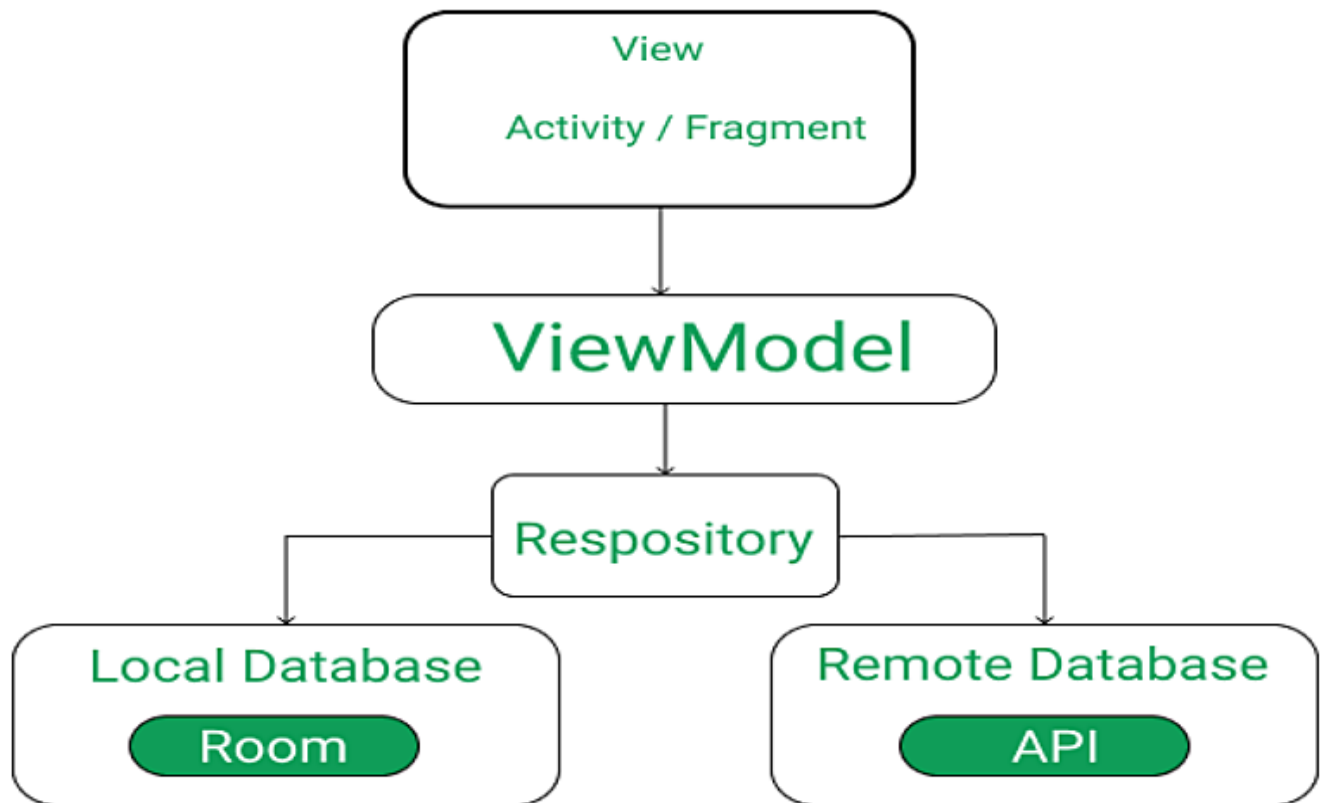 View
Activity / Fragment
ViewModel
Respository
Local Database
Room
Remote Database
API